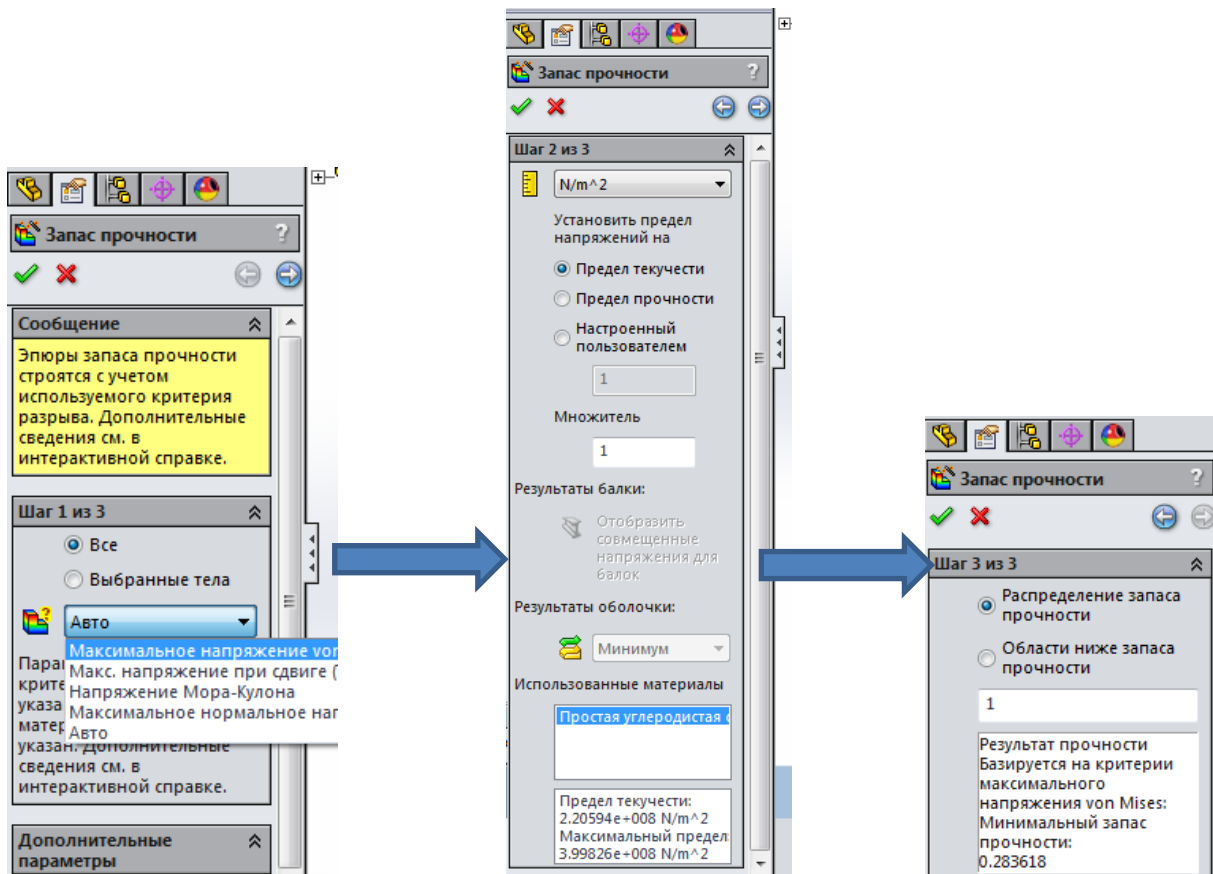 Запас прочности
?
Сообщение
Эпюры запаса прочности
строятся с учетом
используемого критерия
разрыва. Дополнительные
сведения см. в
интерактивной справке.
Шаг 1 из 3
Все
Выбранные тела
Авто
Максимальное напряжение von
Макс. напряжение при сдвиге (
Напряжение Мора-Кулона
Максимальное нормальное
Авто
указан. Дополнительные
сведения см. в
интерактивной справке.
Дополнительные
параметры
Запас прочности
?
Шаг 2 из 3
N/m^2
Установить предел
напряжений на
Предел текучести
Предел прочности
Настроенный
пользователем
1
Множитель
1
Результаты балки:
Отобразить
совмещенные
напряжения для
балок
Результаты оболочки:
Минимум
Использованные материалы
Простая углеродистая
Предел текучести:
2.20594e+008 N/m^2
Максимальный предел
3.99826e+008 N/m^2
Запас прочности
?
Шаг 3 из 3
Распределение запаса
прочности
Области ниже запаса
прочности
1
Результат прочности
Базируется на критерии
максимального
напряжения von Mises:
Минимальный запас
прочности:
0.283618